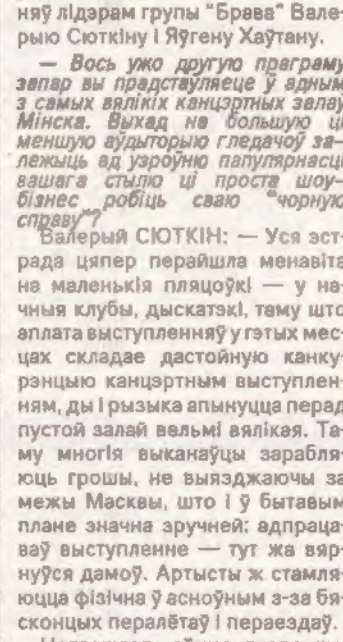 няў лідэрам групы "Брава" Вале-
рыю Сюткіну і Яўгену Хаўтану.
— Вось ужо другую праграму
запар вы прадстаўляеце ў адным
з самых вялікіх канцэртных залаў
Мінска. Выхад на большую ці
меншую аўдыторыю гледачоў за-
лежыць ад узроўню папулярнасці
вашага стылю ці проста шоу-
бізнес робіць сваю "чорную
справу"?
Валерый СЮТКІН: — Уся эст-
рада цяпер перайшла менавіта
на маленькія пляцоўкі — у на-
чныя клубы, дыскатэкі, таму што
аплата выступленняў у гэтых мес-
цах складае дастойную канку-
рэнцыю канцэртным выступлен-
ням, ды і рызыка апынуцца перад
пустой залай вельмі вялікая. Та-
му многія выканаўцы зарабля-
юць грошы, не выязджаючы за
межы Масквы, што і ў бытавым
плане значна зручней: адпраца-
ваў выступленне — тут жа вяр-
нуўся дамоў. Артысты ж стамля-
юцца фізічна ў асноўным з-за бя-
сконцых пералётаў і пераездаў.